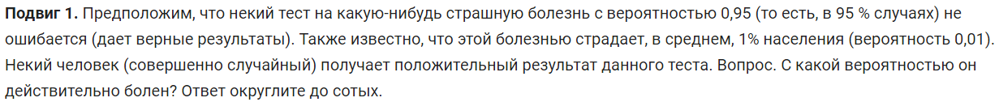 Подвиг 1. Предположим, что некий тест на какую-нибудь страшную болезнь с вероятностью 0,95 (то есть, в 95 % случаях) не
ошибается (дает верные результаты). Также известно, что этой болезнью страдает, в среднем, 1% населения (вероятность 0,01).
Некий человек (совершенно случайный) получает положительный результат данного теста. Вопрос. С какой вероятностью он
действительно болен? Ответ округлите до сотых.